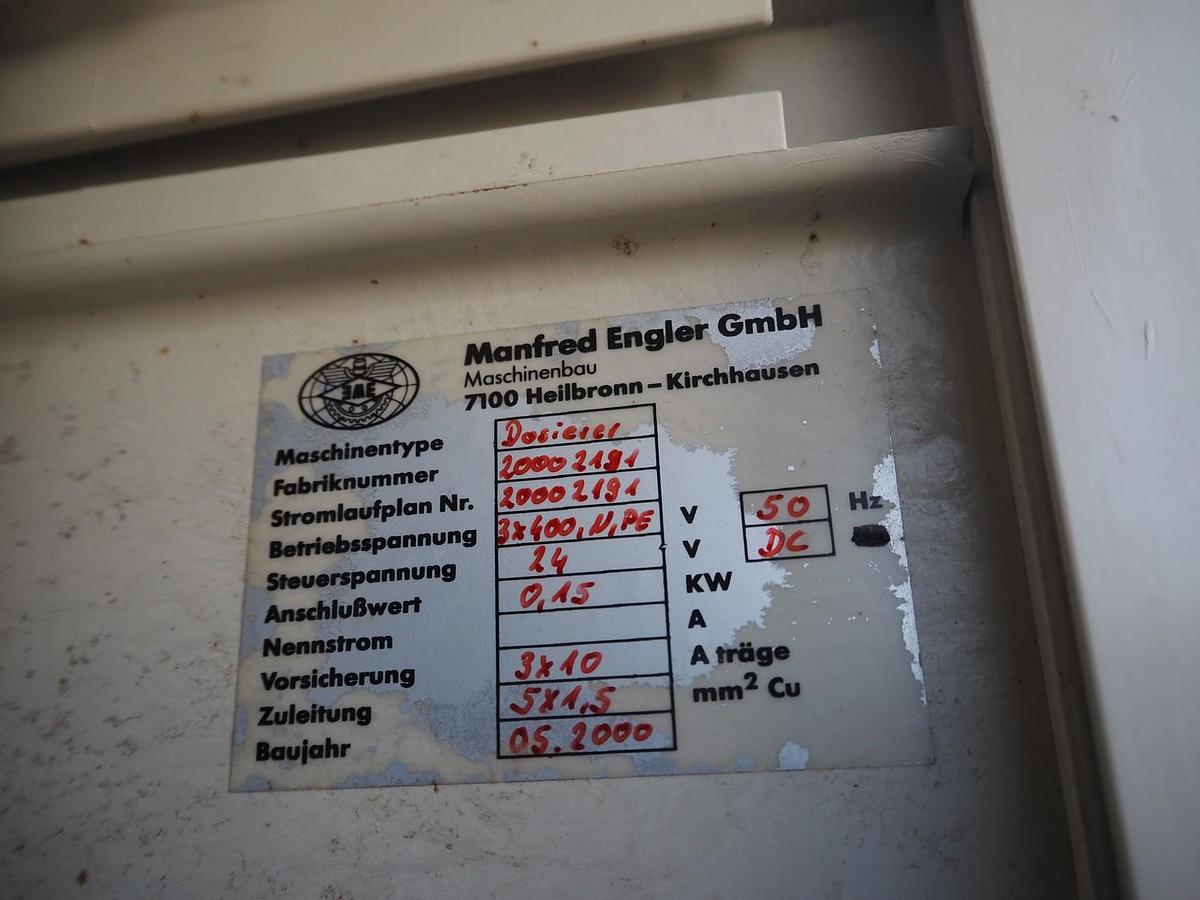 Manfred Engler GmbH
Maschinenbau
7100 Heilbronn – Kirchhausen
Maschinentype Dosierer
Fabriknummer 20002191
Stromlaufplan Nr. 20002191
Betriebsspannung 3x400,N,PE V 50 Hz
Steuerspannung 24 V DC
Anschlußwert 0,15 KW
Nennstrom A
Vorsicherung 3x10 A träge
Zuleitung 5x1,5 mm² Cu
Baujahr 05.2000